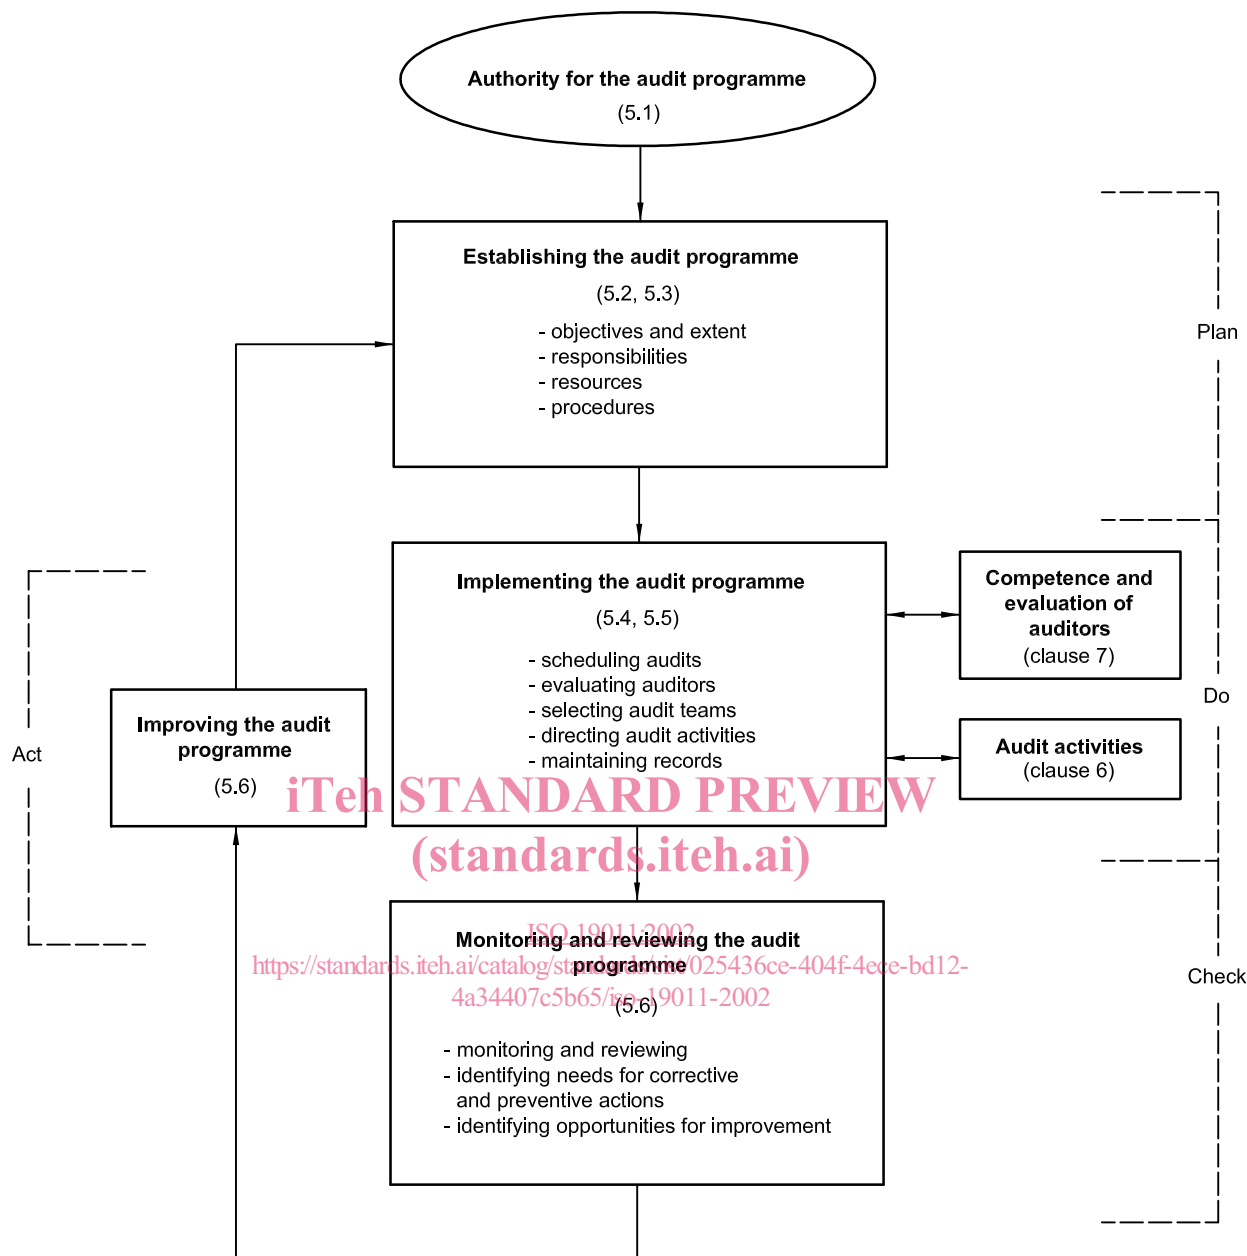 Authority for the audit programme
(5.1)
Establishing the audit programme
(5.2, 5.3)
- objectives and extent
- responsibilities
- resources
- procedures
Plan
Implementing the audit programme
(5.4, 5.5)
- scheduling audits
- evaluating auditors
- selecting audit teams
- directing audit activities
- maintaining records
Competence and
evaluation of
auditors
(clause 7)
Do
Audit activities
(clause 6)
Improving the audit
programme
(5.6)
Act
iTeh STANDARD PREVIEW
(standards.iteh.ai)
ISO 19011:2002
https://standards.iteh.ai/catalog/standards/sist/025436ce-404f-4ece-bd12-
4a34407c5b65/iso-19011-2002
Monitoring and reviewing the audit
programme
(5.6)
- monitoring and reviewing
- identifying needs for corrective
and preventive actions
- identifying opportunities for improvement
Check